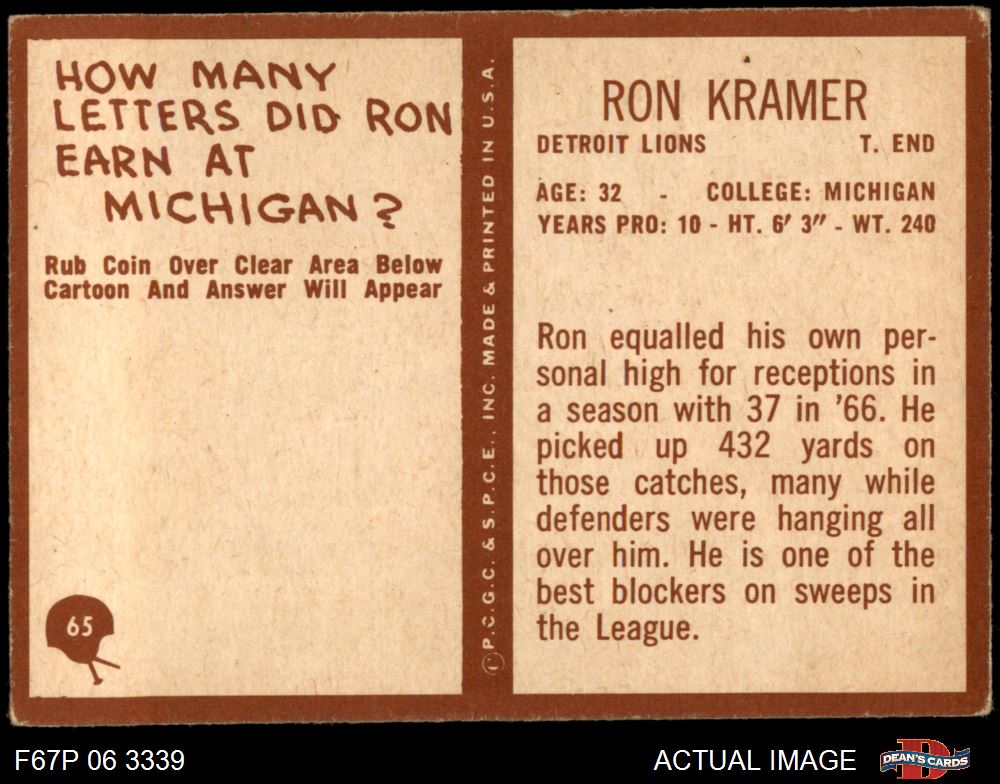 HOW MANY
LETTERS DID RON
EARN AT
MICHIGAN?
Rub Coin Over Clear Area Below
Cartoon And Answer Will Appear
65
©P.C.G.C. & S.P.C.E., INC. MADE & PRINTED IN U.S.A.
RON KRAMER
DETROIT LIONS T. END
AGE: 32 - COLLEGE: MICHIGAN
YEARS PRO: 10 - HT. 6' 3" - WT. 240
Ron equalled his own per-
sonal high for receptions in
a season with 37 in '66. He
picked up 432 yards on
those catches, many while
defenders were hanging all
over him. He is one of the
best blockers on sweeps in
the League.
F67P 06 3339
ACTUAL IMAGE
D
DEAN'S CARDS